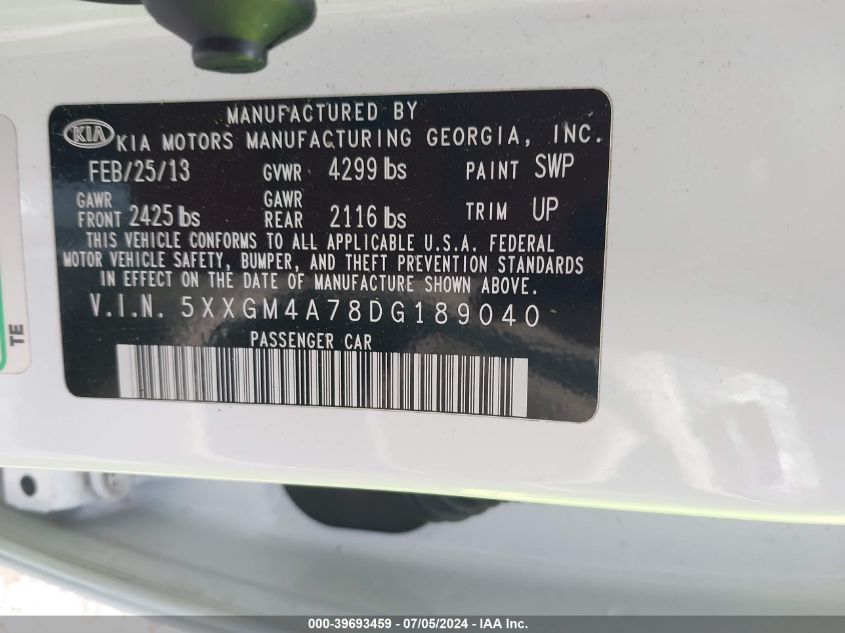 MANUFACTURED BY
KIA KIA MOTORS MANUFACTURING GEORGIA, INC.
FEB/25/13 GVWR 4299 lbs PAINT SWP
GAWR FRONT 2425 lbs GAWR REAR 2116 lbs TRIM UP
THIS VEHICLE CONFORMS TO ALL APPLICABLE U.S.A. FEDERAL
MOTOR VEHICLE SAFETY, BUMPER, AND THEFT PREVENTION STANDARDS
IN EFFECT ON THE DATE OF MANUFACTURE SHOWN ABOVE.
V.I.N. 5XXGM4A78DG189040
PASSENGER CAR
TE
000-39693459 - 07/05/2024 - IAA Inc.